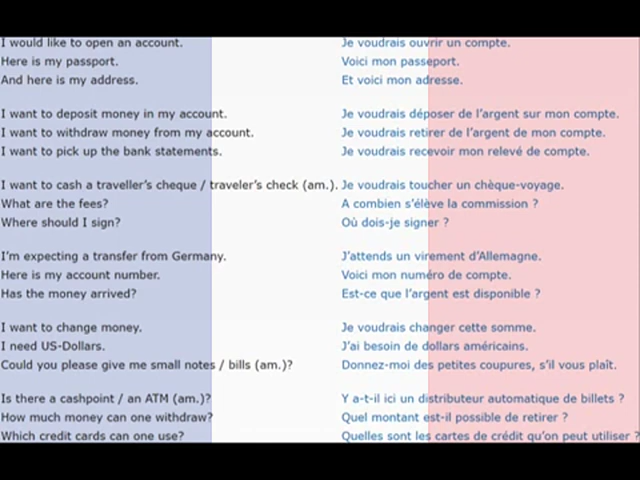 I would like to open an account. Je voudrais ouvrir un compte.
Here is my passport. Voici mon passeport.
And here is my address. Et voici mon adresse.
I want to deposit money in my account. Je voudrais déposer de l'argent sur mon compte.
I want to withdraw money from my account. Je voudrais retirer de l'argent de mon compte.
I want to pick up the bank statements. Je voudrais recevoir mon relevé de compte.
I want to cash a traveller's cheque / traveler's check (am.). Je voudrais toucher un chèque-voyage.
What are the fees? A combien s'élève la commission ?
Where should I sign? Où dois-je signer ?
I'm expecting a transfer from Germany. J'attends un virement d'Allemagne.
Here is my account number. Voici mon numéro de compte.
Has the money arrived? Est-ce que l'argent est disponible ?
I want to change money. Je voudrais changer cette somme.
I need US-Dollars. J'ai besoin de dollars américains.
Could you please give me small notes / bills (am.)? Donnez-moi des petites coupures, s'il vous plaît.
Is there a cashpoint / an ATM (am.)? Y a-t-il ici un distributeur automatique de billets ?
How much money can one withdraw? Quel montant est-il possible de retirer ?
Which credit cards can one use? Quelles sont les cartes de crédit qu'on peut utiliser ?